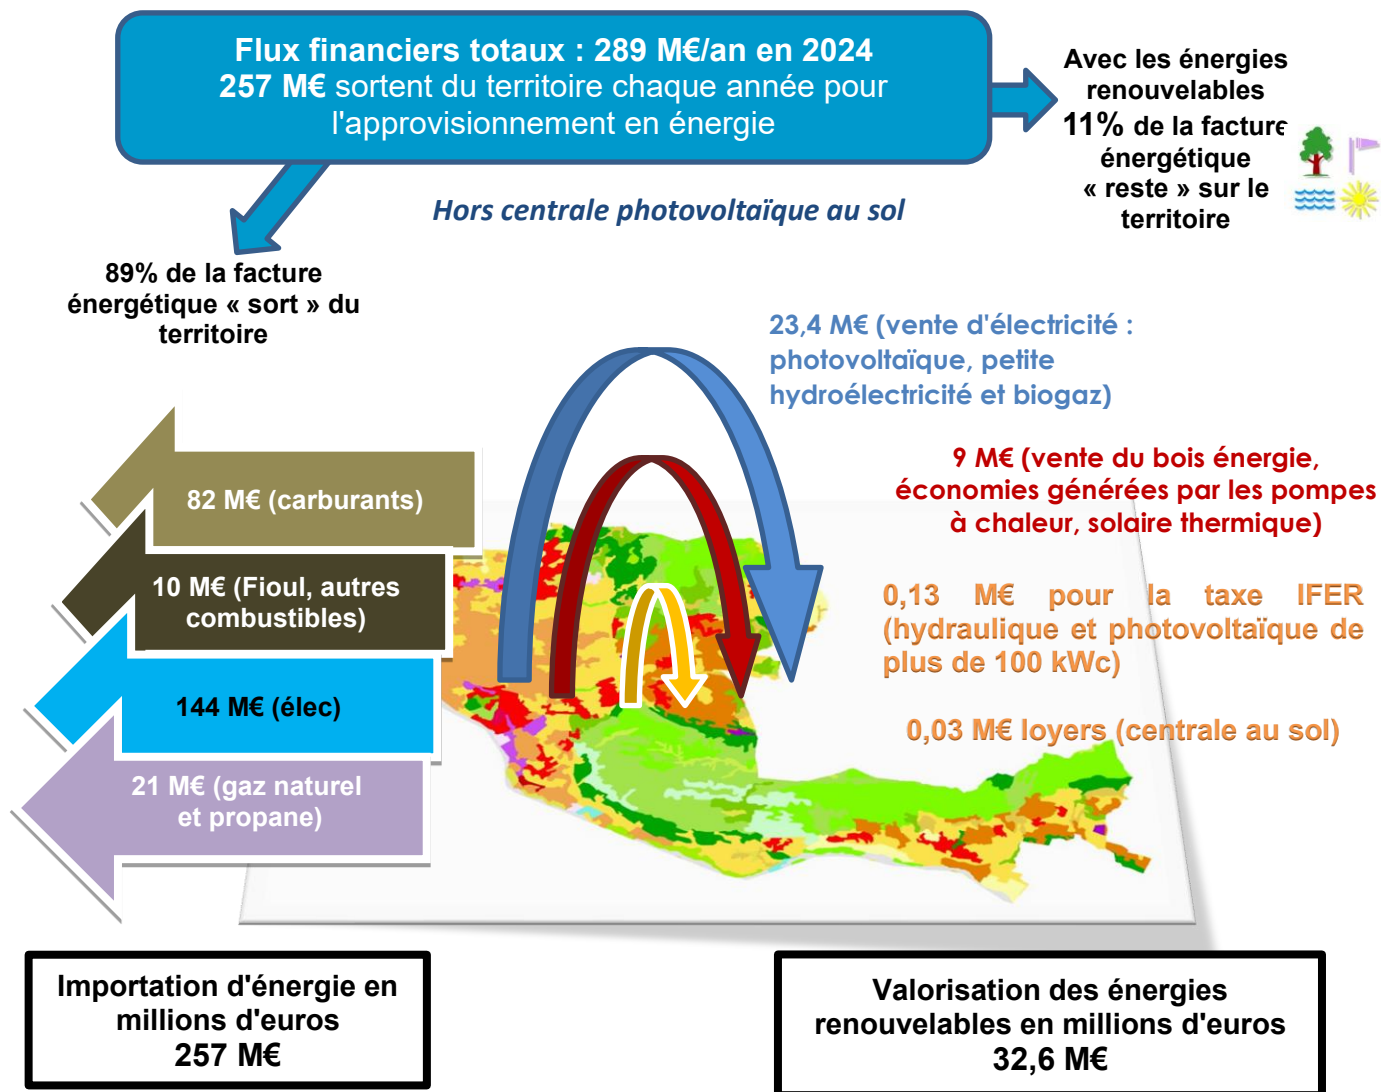 Flux financiers totaux : 289 M€/an en 2024
257 M€ sortent du territoire chaque année pour
l'approvisionnement en énergie
Avec les énergies
renouvelables
11% de la facture
énergétique
« reste » sur le
territoire
Hors centrale photovoltaïque au sol
89% de la facture
énergétique « sort » du
territoire
23,4 M€ (vente d'électricité :
photovoltaïque, petite
hydroélectricité et biogaz)
82 M€ (carburants)
9 M€ (vente du bois énergie,
économies générées par les pompes
à chaleur, solaire thermique)
10 M€ (Fioul, autres
combustibles)
0,13 M€ pour la taxe IFER
(hydraulique et photovoltaïque de
plus de 100 kWc)
144 M€ (élec)
0,03 M€ loyers (centrale au sol)
21 M€ (gaz naturel
et propane)
Importation d'énergie en
millions d'euros
257 M€
Valorisation des énergies
renouvelables en millions d'euros
32,6 M€